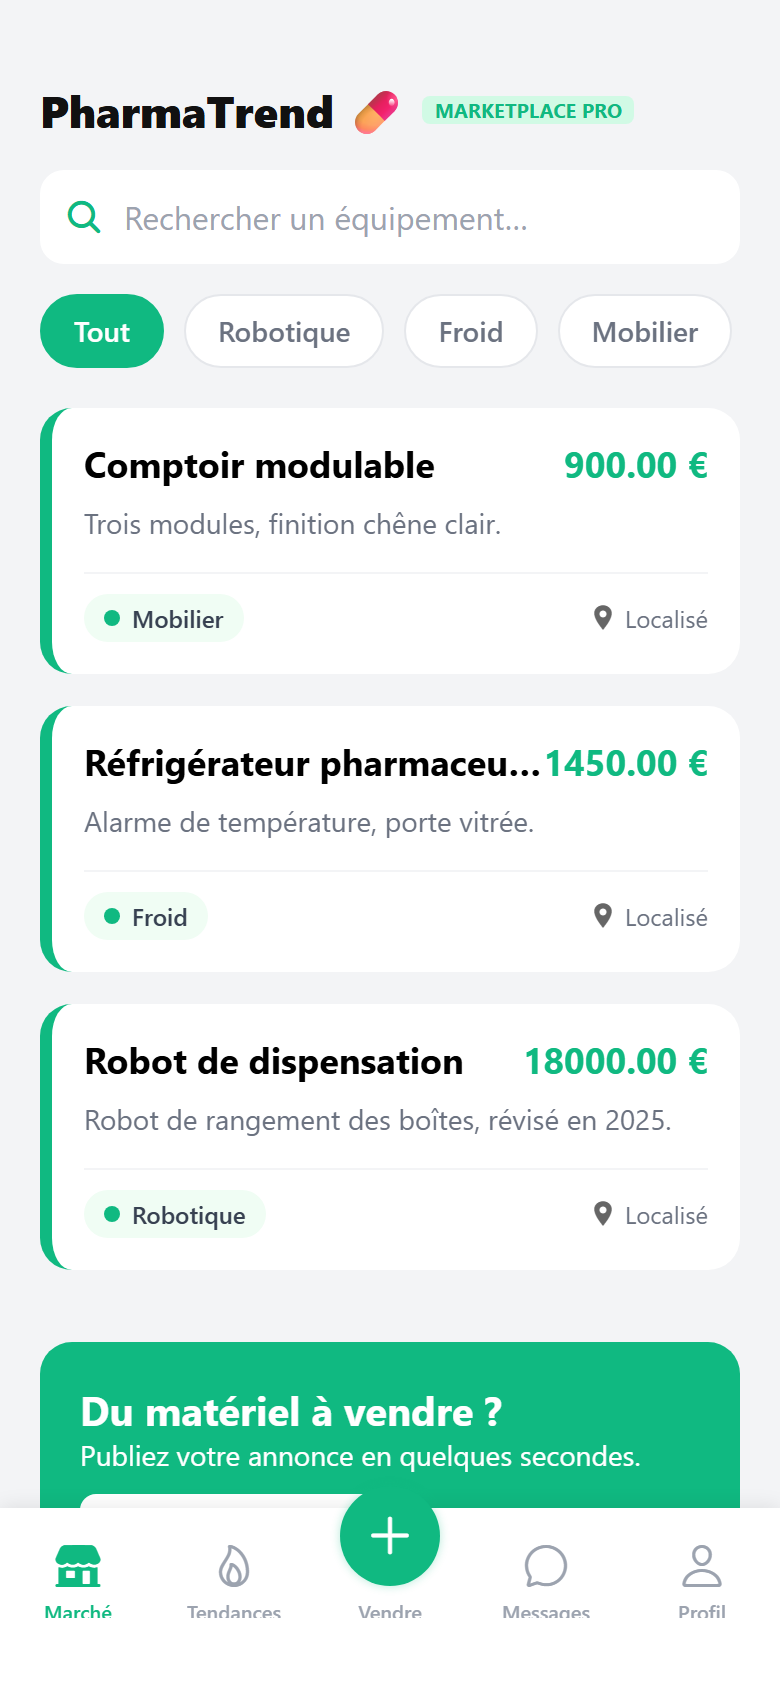 PharmaTrend
MARKETPLACE PRO
Rechercher un équipement...
Tout
Robotique
Froid
Mobilier
Comptoir modulable
900.00 €
Trois modules, finition chêne clair.
Mobilier
Localisé
Réfrigérateur pharmaceu...
1450.00 €
Alarme de température, porte vitrée.
Froid
Localisé
Robot de dispensation
18000.00 €
Robot de rangement des boîtes, révisé en 2025.
Robotique
Localisé
Du matériel à vendre ?
Publiez votre annonce en quelques secondes.
Marché
Tendances
Vendre
Messages
Profil